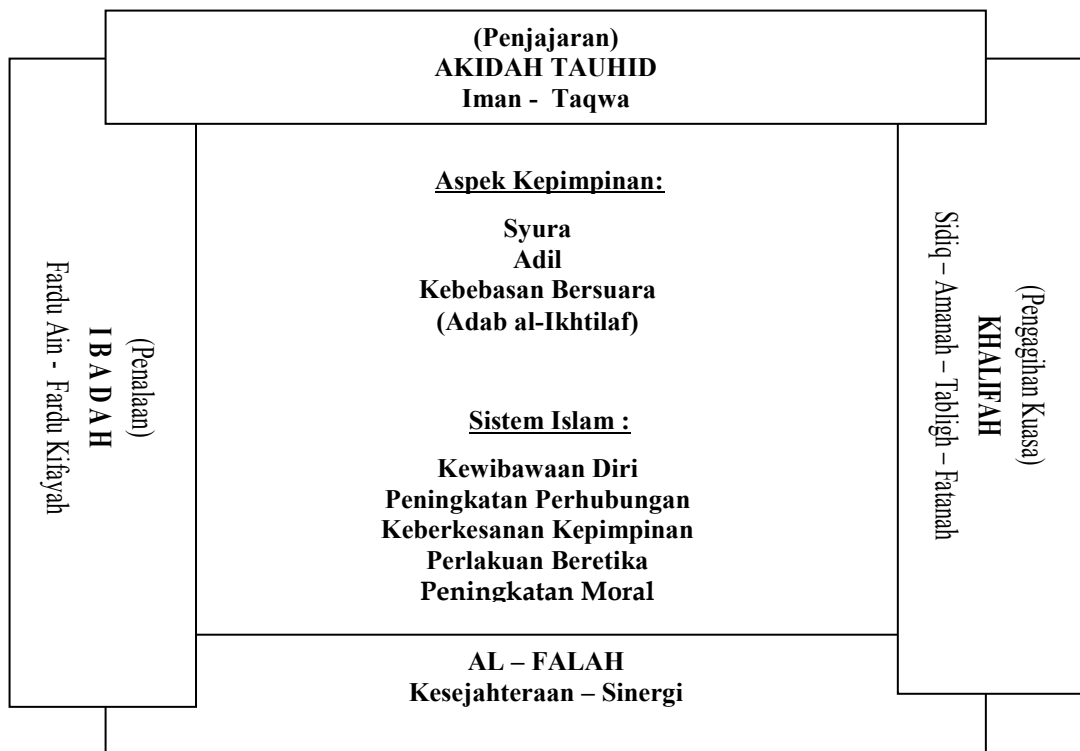 (Penjajaran)
AKIDAH TAUHID
Iman - Taqwa
(Penalaan)
I B A D A H
Fardu Ain - Fardu Kifayah
Aspek Kepimpinan:
Syura
Adil
Kebebasan Bersuara
(Adab al-Ikhtilaf)
Sistem Islam :
Kewibawaan Diri
Peningkatan Perhubungan
Keberkesanan Kepimpinan
Perlakuan Beretika
Peningkatan Moral
(Pengagihan Kuasa)
KHALIFAH
Sidiq – Amanah – Tabligh – Fatanah
AL – FALAH
Kesejahteraan – Sinergi